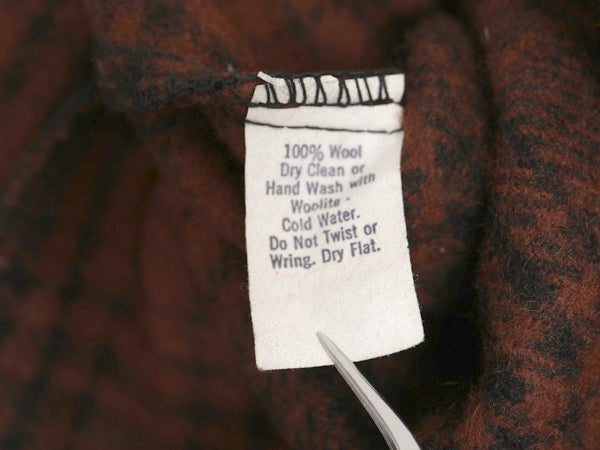 100% Wool
Dry Clean or
Hand Wash with
Woolite -
Cold Water.
Do Not Twist or
Wring. Dry Flat.